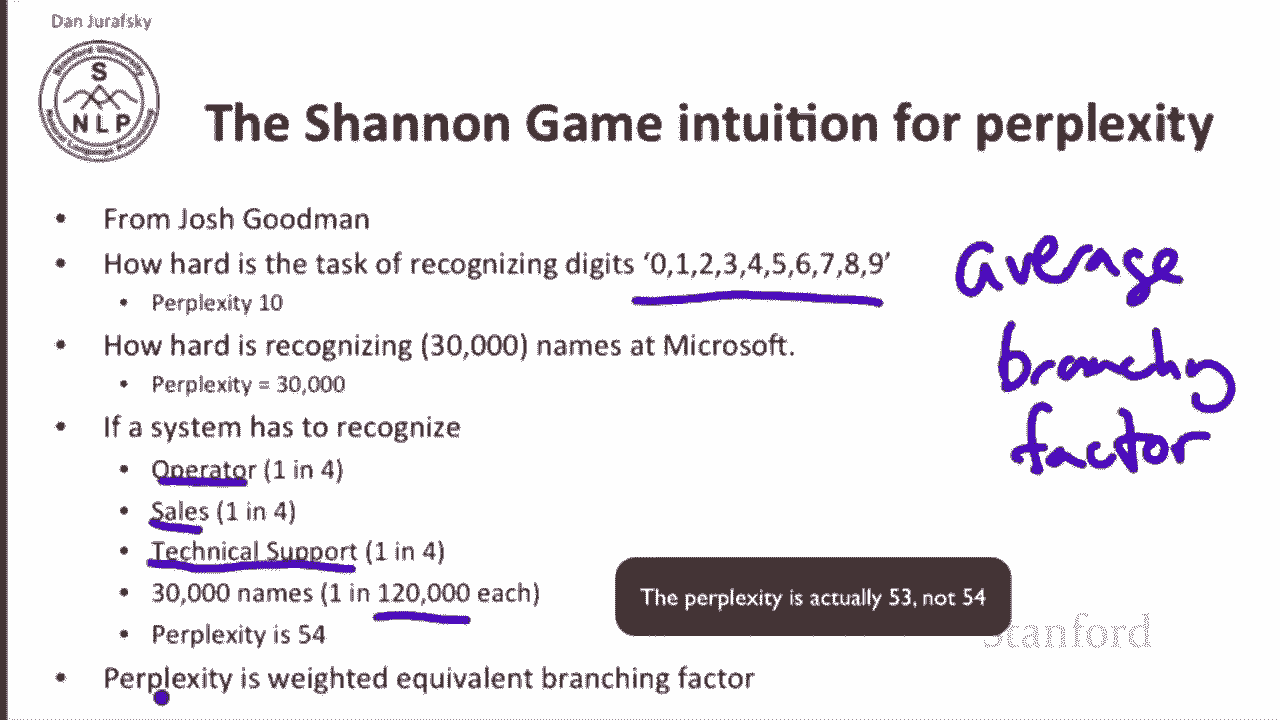 Dan Jurafsky
S
NLP
The Shannon Game intuition for perplexity
• From Josh Goodman
• How hard is the task of recognizing digits ‘0,1,2,3,4,5,6,7,8,9’
• Perplexity 10
• How hard is recognizing (30,000) names at Microsoft.
• Perplexity = 30,000
• If a system has to recognize
• Operator (1 in 4)
• Sales (1 in 4)
• Technical Support (1 in 4)
• 30,000 names (1 in 120,000 each)
• Perplexity is 54
• Perplexity is weighted equivalent branching factor
average
branching
factor
The perplexity is actually 53, not 54
Stanford